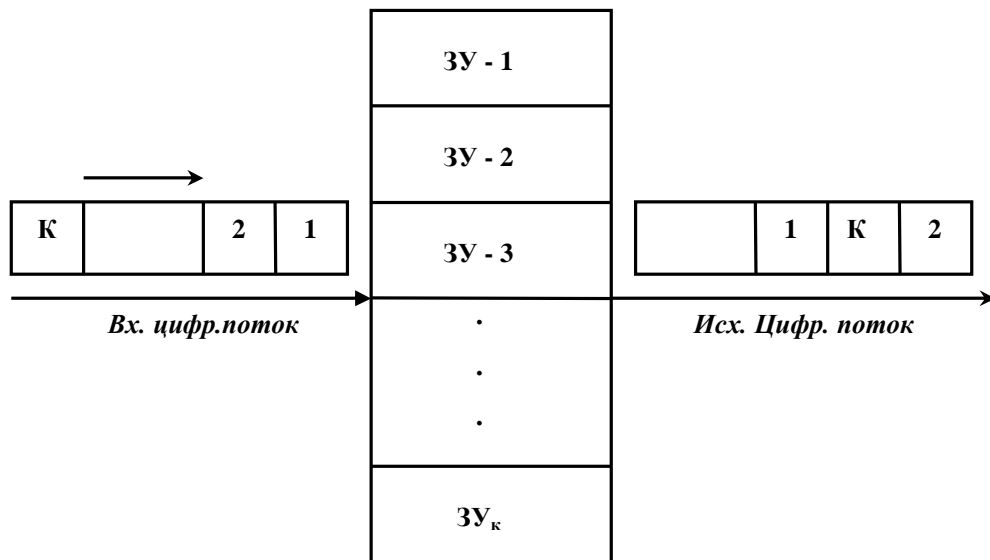 ЗУ - 1
ЗУ - 2
К 2 1
ЗУ - 3
1 К 2
Вх. цифр.поток
Исх. Цифр. поток
.
.
.
ЗУк